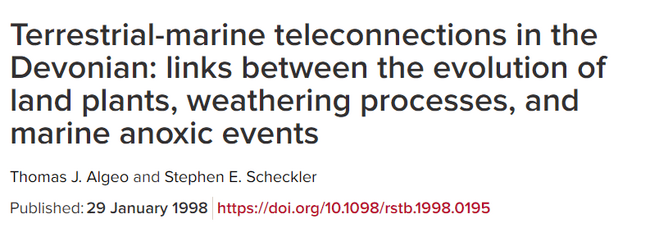 Terrestrial-marine teleconnections in the
Devonian: links between the evolution of
land plants, weathering processes, and
marine anoxic events
Thomas J. Algeo and Stephen E. Scheckler
Published: 29 January 1998 https://doi.org/10.1098/rstb.1998.0195